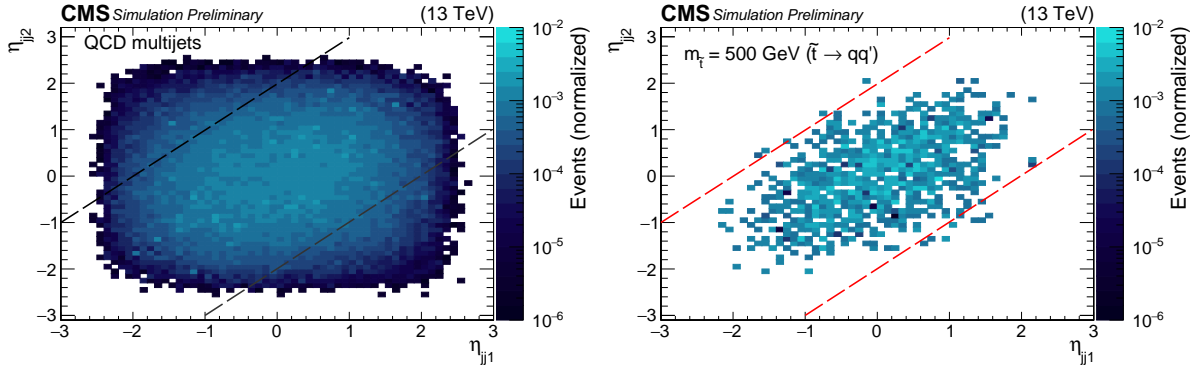 CMS Simulation Preliminary (13 TeV)
QCD multijets
η_jj2
3
2
1
0
−1
−2
−3
−3 −2 −1 0 1 2 3
η_jj1
10⁻²
10⁻³
10⁻⁴
10⁻⁵
10⁻⁶
Events (normalized)
CMS Simulation Preliminary (13 TeV)
m_t̃ = 500 GeV (t̃ → qq')
η_jj2
3
2
1
0
−1
−2
−3
−3 −2 −1 0 1 2 3
η_jj1
10⁻²
10⁻³
10⁻⁴
10⁻⁵
10⁻⁶
Events (normalized)